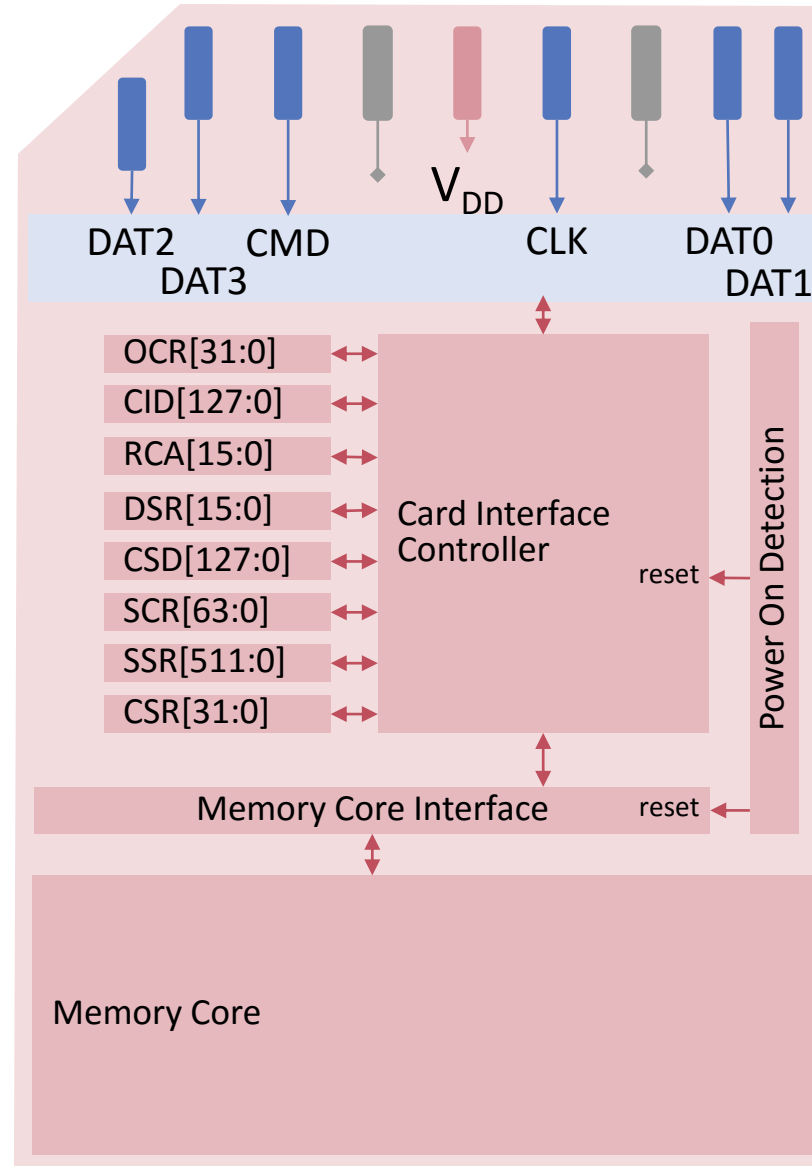 V_DD
DAT2 CMD CLK DAT0
DAT3 DAT1
OCR[31:0]
CID[127:0]
RCA[15:0]
DSR[15:0]
CSD[127:0]
SCR[63:0]
SSR[511:0]
CSR[31:0]
Card Interface
Controller
reset
Power On Detection
Memory Core Interface
reset
Memory Core